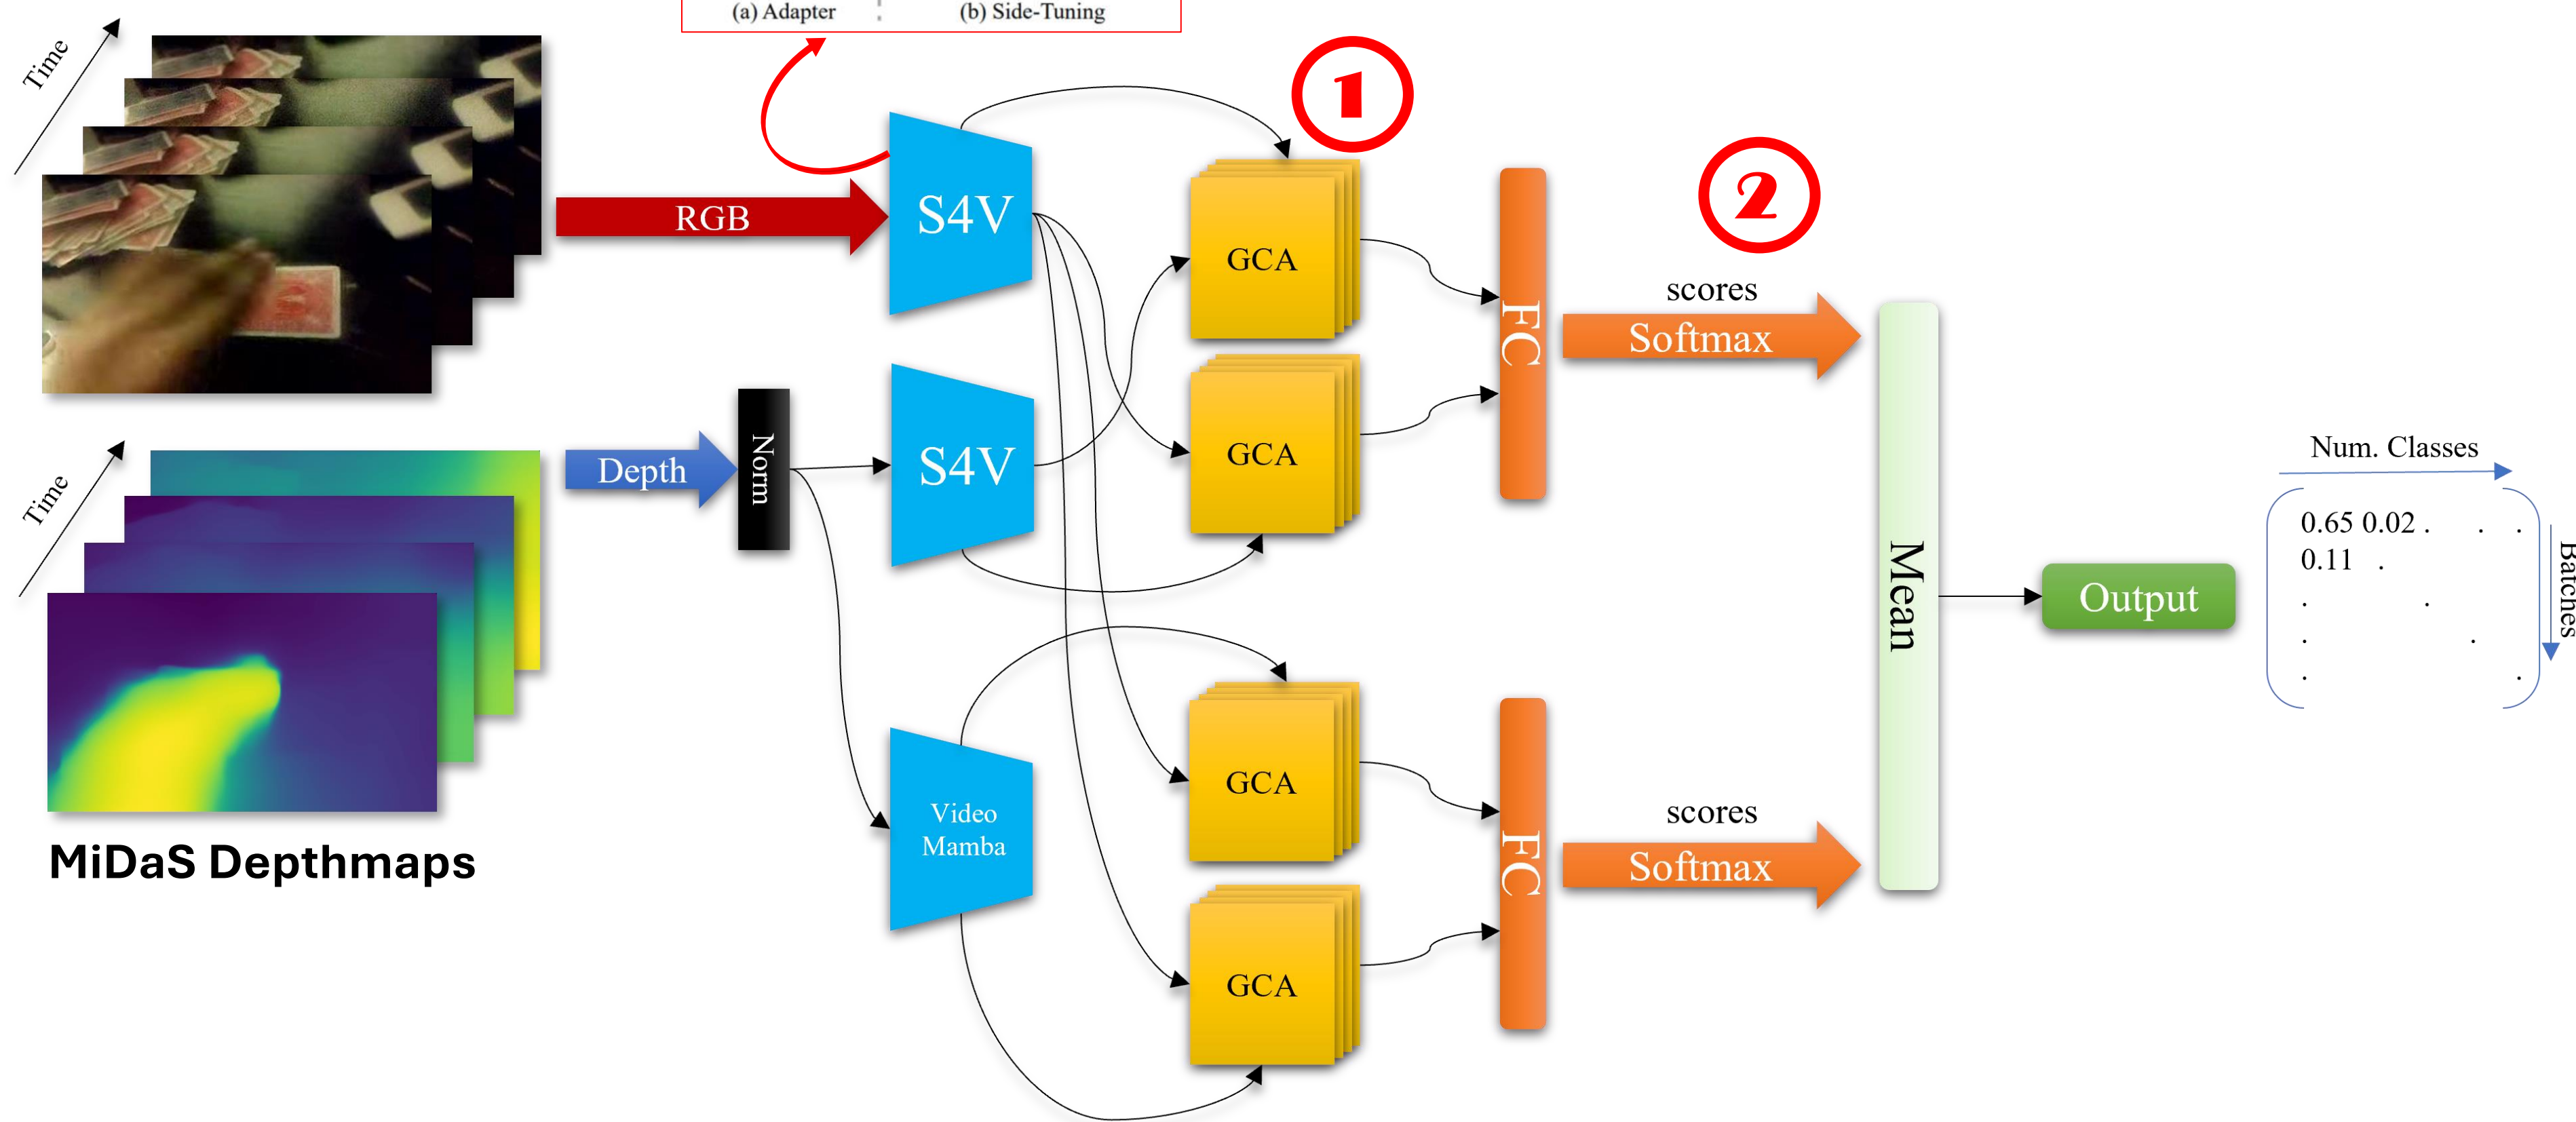 (a) Adapter
(b) Side-Tuning
Time
1
RGB
S4V
GCA
2
scores
Softmax
FC
Time
Depth
Norm
S4V
GCA
Mean
Output
Num. Classes
0.65 0.02 . . .
0.11 .
. .
. .
. .
Batches
MiDaS Depthmaps
Video
Mamba
GCA
FC
scores
Softmax
GCA